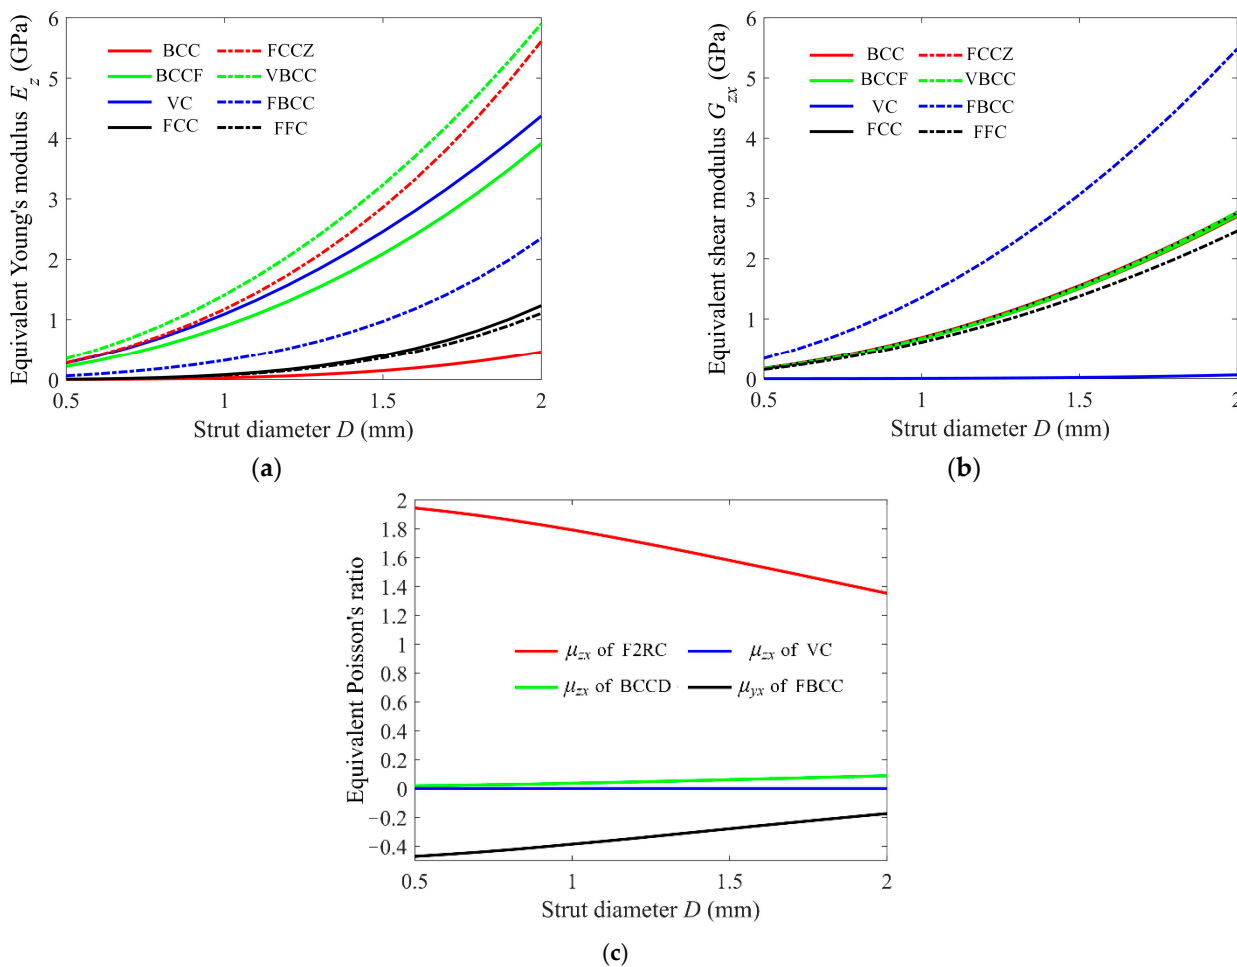 Equivalent Young's modulus E_z (GPa)
6
5
4
3
2
1
0
BCC FCCZ
BCCF VBCC
VC FBCC
FCC FFC
0.5 1 1.5 2
Strut diameter D (mm)
(a)
Equivalent shear modulus G_zx (GPa)
6
5
4
3
2
1
0
BCC FCCZ
BCCF VBCC
VC FBCC
FCC FFC
0.5 1 1.5 2
Strut diameter D (mm)
(b)
Equivalent Poisson's ratio
2
1.8
1.6
1.4
1.2
1
0.8
0.6
0.4
0.2
0
−0.2
−0.4
μ_zx of F2RC μ_zx of VC
μ_zx of BCCD μ_yx of FBCC
0.5 1 1.5 2
Strut diameter D (mm)
(c)